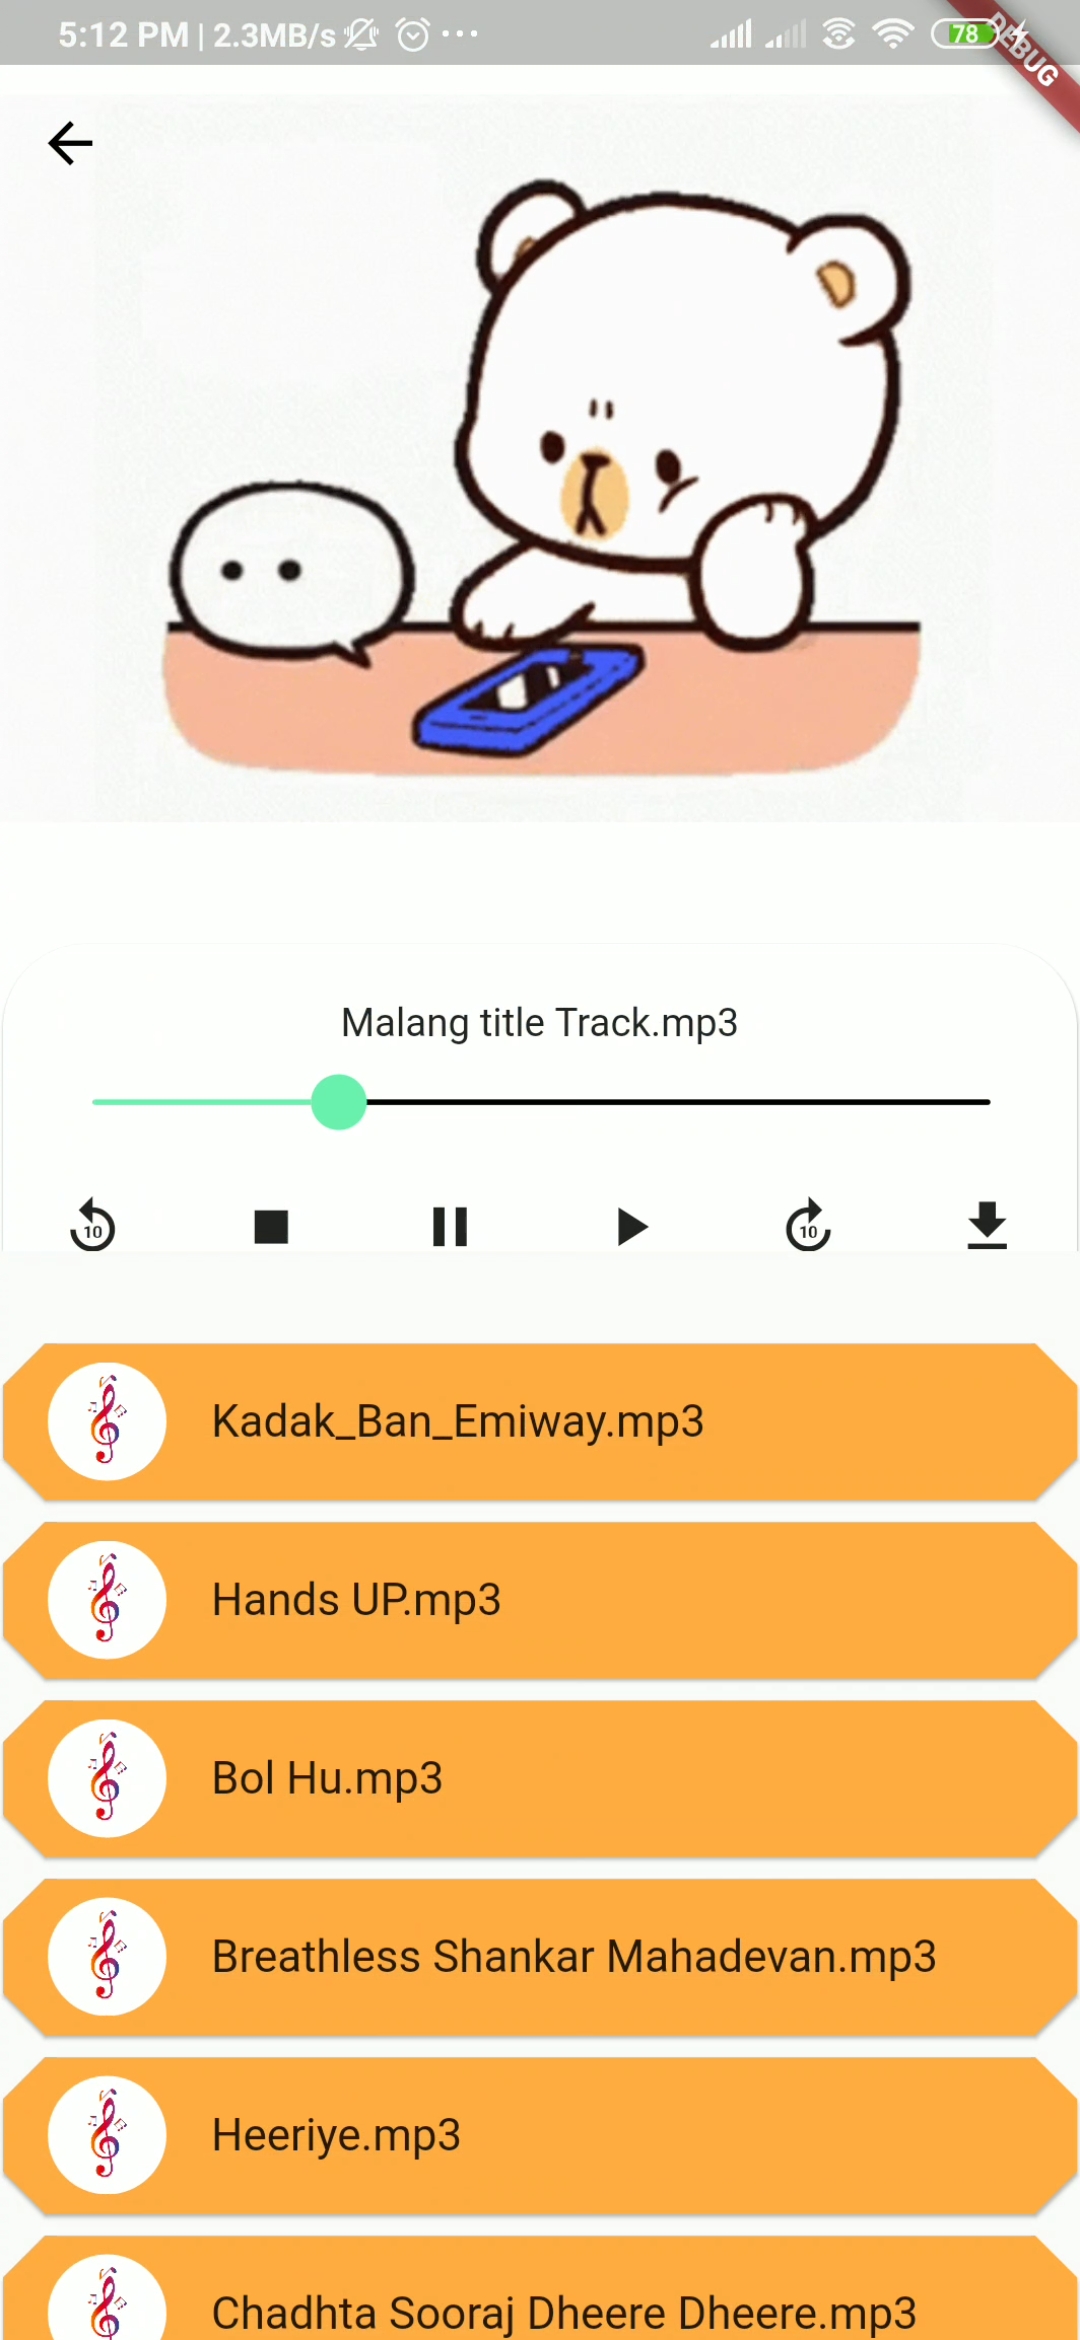 5:12 PM | 2.3MB/s ... 78
DEBUG
Malang title Track.mp3
10 10
Kadak_Ban_Emiway.mp3
Hands UP.mp3
Bol Hu.mp3
Breathless Shankar Mahadevan.mp3
Heeriye.mp3
Chadhta Sooraj Dheere Dheere.mp3